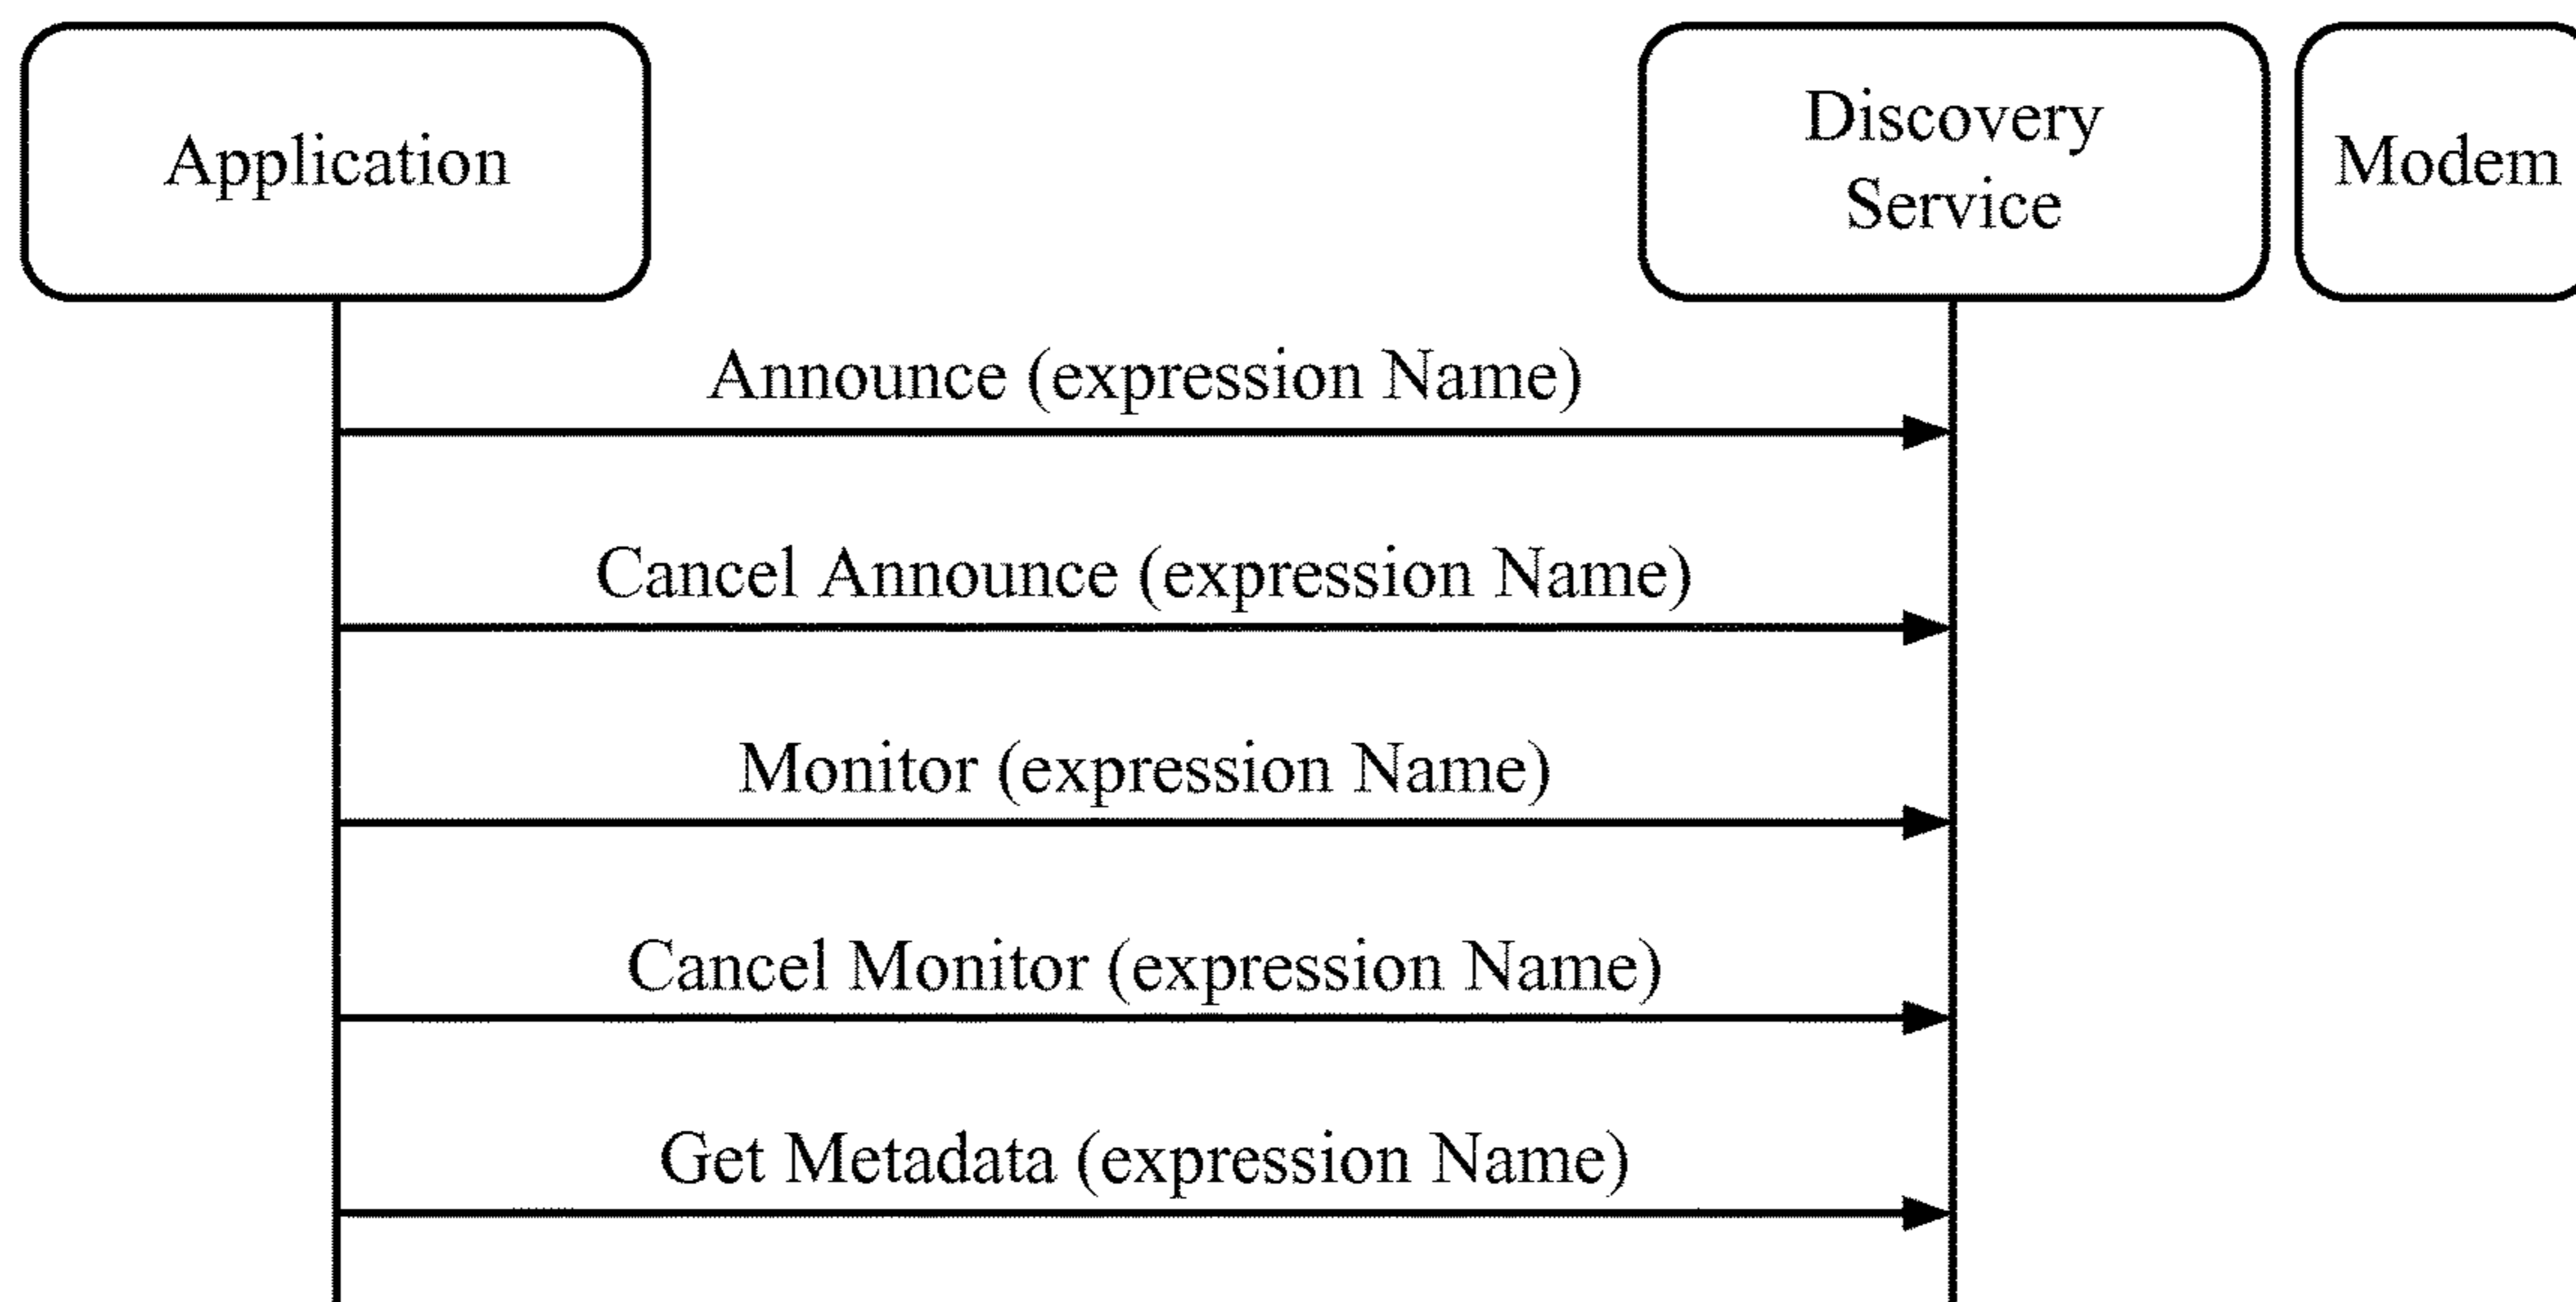 Application
Discovery
Service
Modem
Announce (expression Name)
Cancel Announce (expression Name)
Monitor (expression Name)
Cancel Monitor (expression Name)
Get Metadata (expression Name)